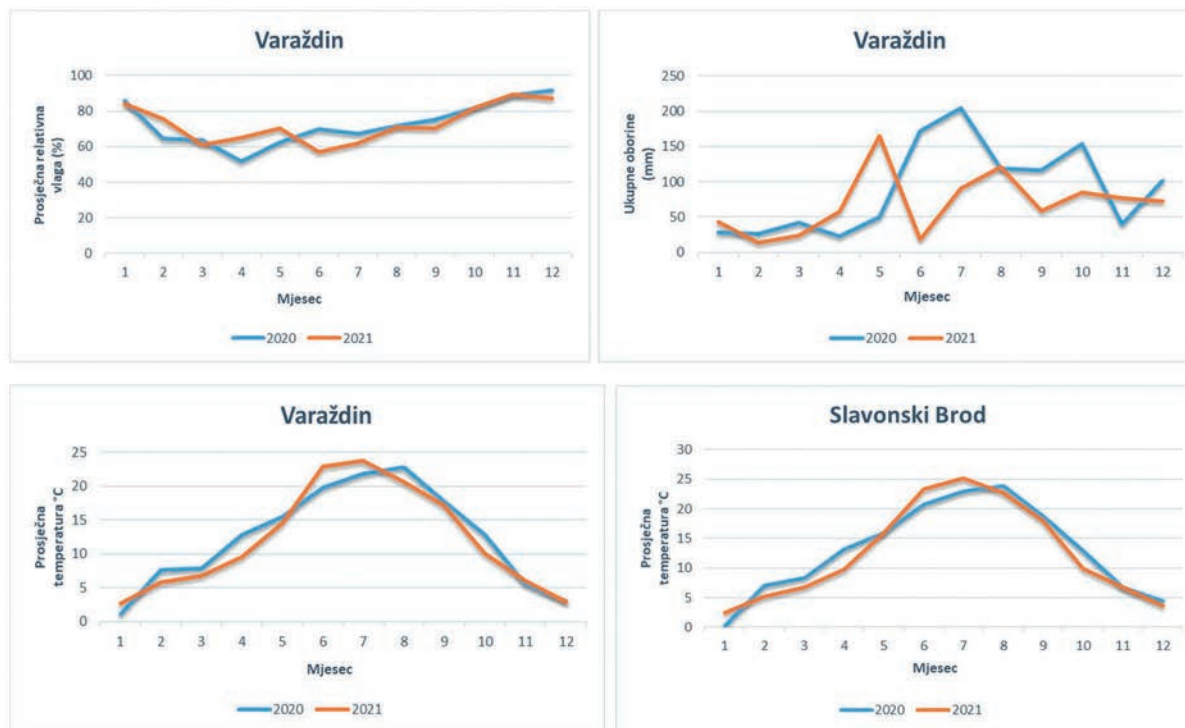 Varaždin
Prosječna relativna
vlaga (%)
100
80
60
40
20
0
1 2 3 4 5 6 7 8 9 10 11 12
Mjesec
2020 2021
Varaždin
Ukupne oborine
(mm)
250
200
150
100
50
0
1 2 3 4 5 6 7 8 9 10 11 12
Mjesec
2020 2021
Varaždin
Prosječna
temperatura °C
25
20
15
10
5
0
1 2 3 4 5 6 7 8 9 10 11 12
Mjesec
2020 2021
Slavonski Brod
Prosječna
temperatura °C
30
25
20
15
10
5
0
1 2 3 4 5 6 7 8 9 10 11 12
Mjesec
2020 2021